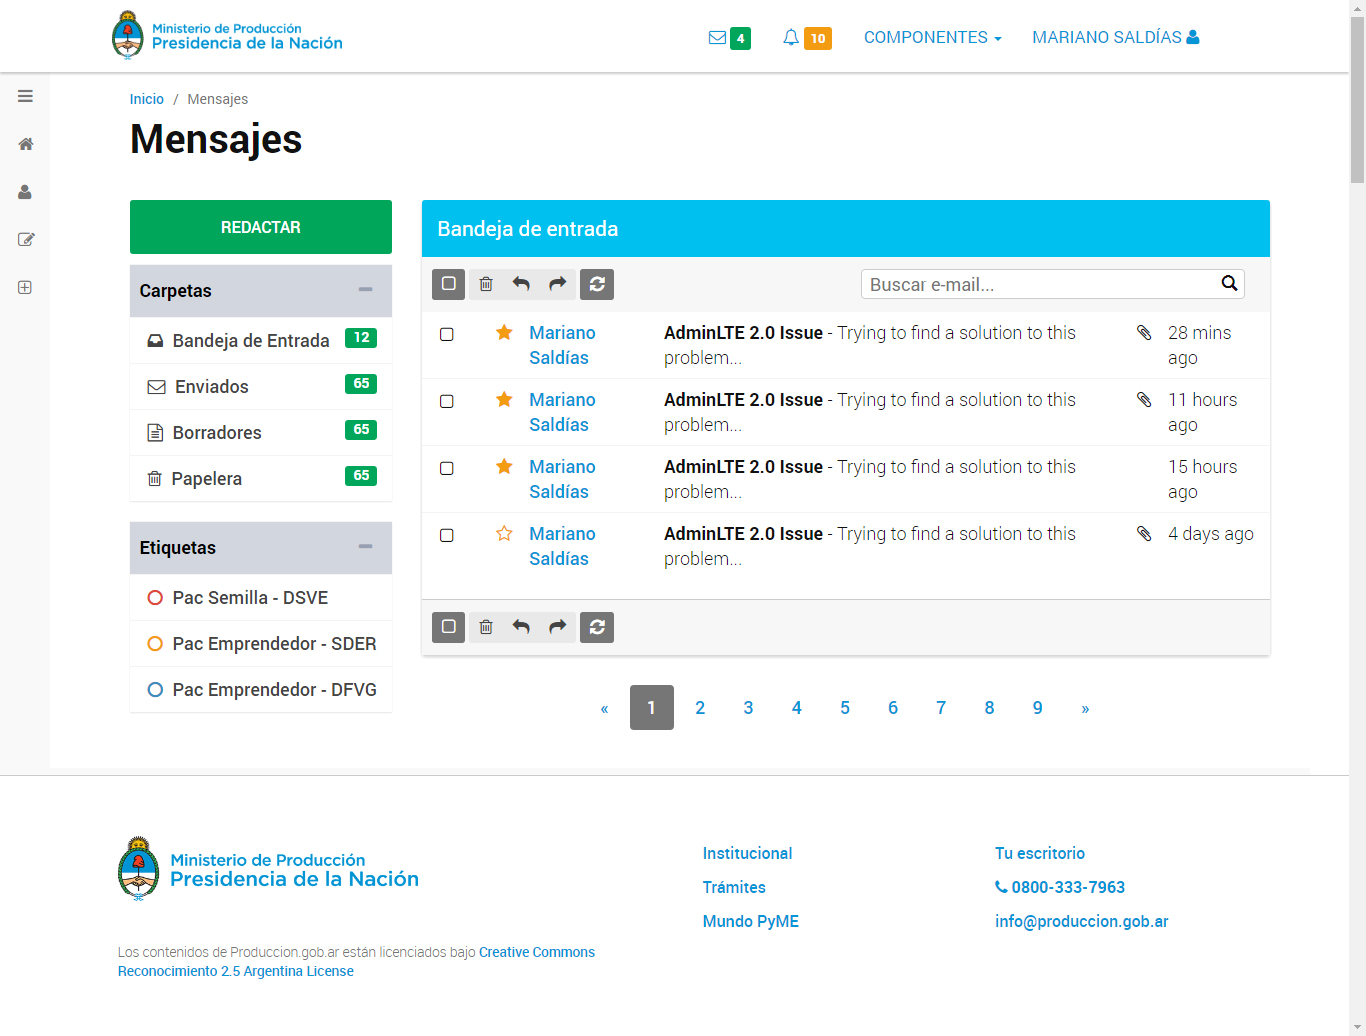 Ministerio de Producción
Presidencia de la Nación
4
10
COMPONENTES
MARIANO SALDÍAS
Inicio / Mensajes
Mensajes
REDACTAR
Carpetas
Bandeja de Entrada 12
Enviados 65
Borradores 65
Papelera 65
Etiquetas
Pac Semilla - DSVE
Pac Emprendedor - SDER
Pac Emprendedor - DFVG
Bandeja de entrada
Buscar e-mail...
Mariano Saldías AdminLTE 2.0 Issue - Trying to find a solution to this problem... 28 mins ago
Mariano Saldías AdminLTE 2.0 Issue - Trying to find a solution to this problem... 11 hours ago
Mariano Saldías AdminLTE 2.0 Issue - Trying to find a solution to this problem... 15 hours ago
Mariano Saldías AdminLTE 2.0 Issue - Trying to find a solution to this problem... 4 days ago
« 1 2 3 4 5 6 7 8 9 »
Ministerio de Producción
Presidencia de la Nación
Los contenidos de Produccion.gob.ar están licenciados bajo Creative Commons
Reconocimiento 2.5 Argentina License
Institucional
Trámites
Mundo PyME
Tu escritorio
0800-333-7963
info@produccion.gob.ar